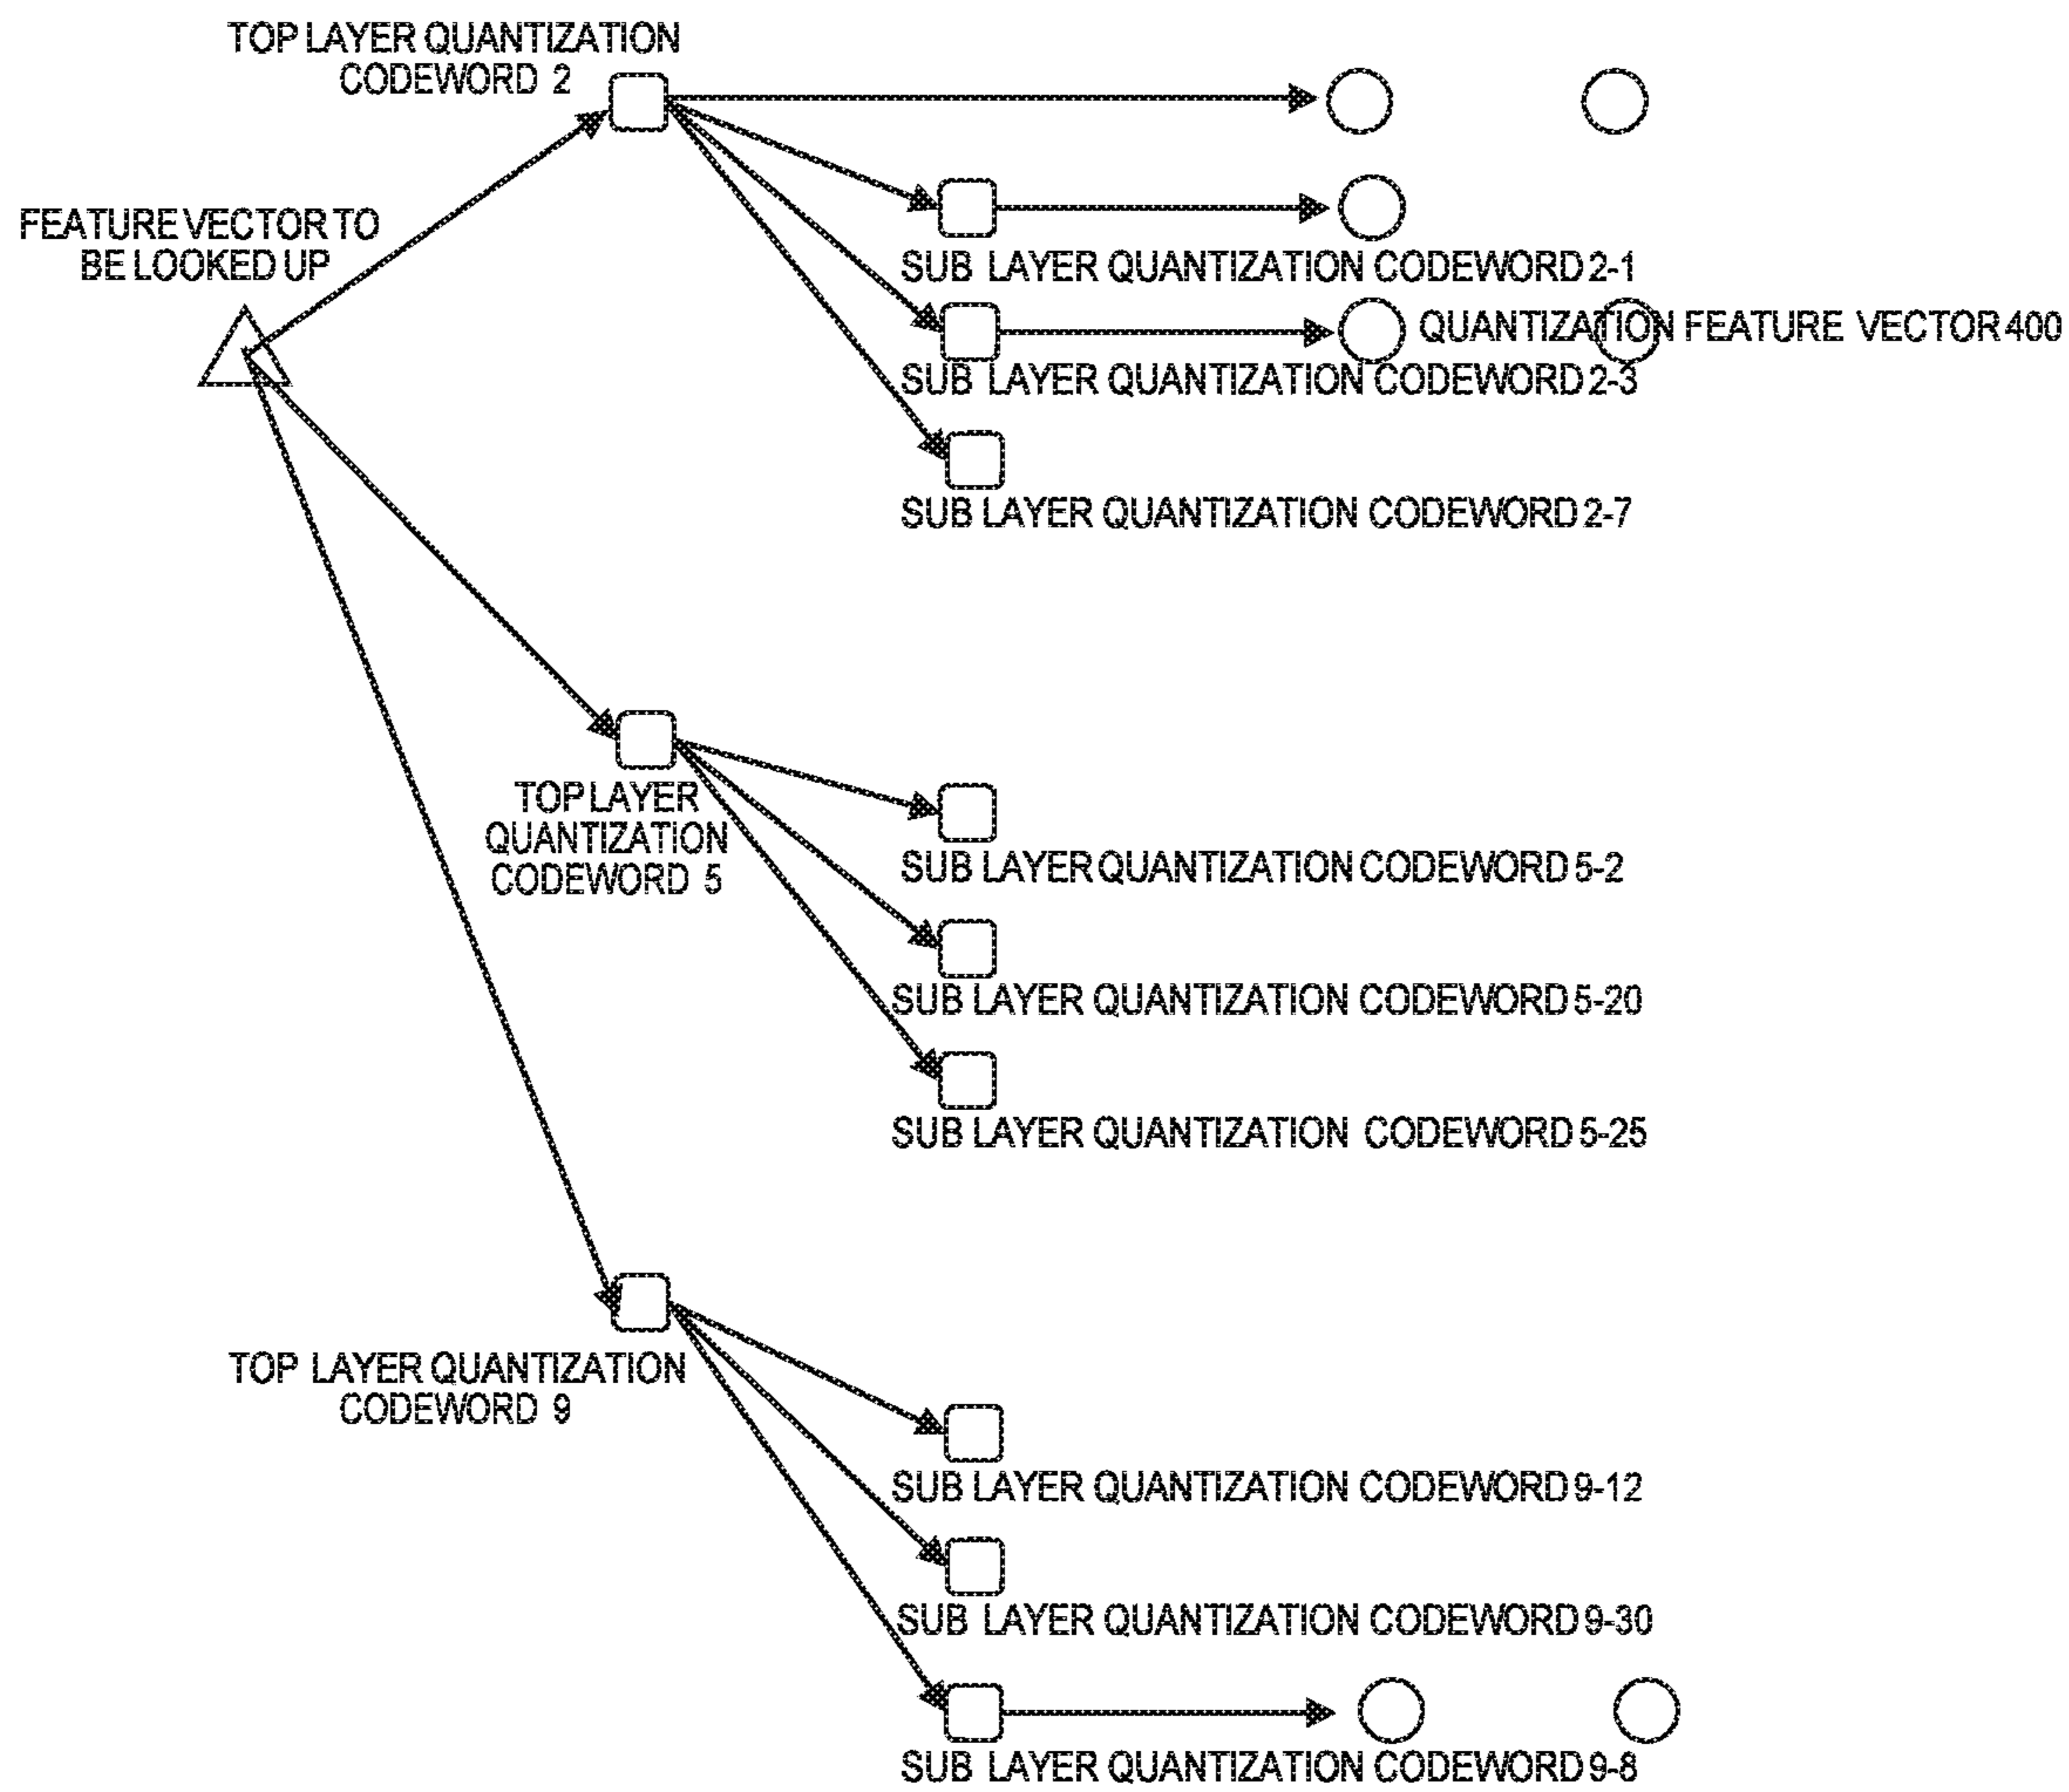 TOP LAYER QUANTIZATION
CODEWORD 2
FEATURE VECTOR TO
BE LOOKED UP
SUB LAYER QUANTIZATION CODEWORD 2-1
QUANTIZATION FEATURE VECTOR 400
SUB LAYER QUANTIZATION CODEWORD 2-3
SUB LAYER QUANTIZATION CODEWORD 2-7
TOP LAYER
QUANTIZATION
CODEWORD 5
SUB LAYER QUANTIZATION CODEWORD 5-2
SUB LAYER QUANTIZATION CODEWORD 5-20
SUB LAYER QUANTIZATION CODEWORD 5-25
TOP LAYER QUANTIZATION
CODEWORD 9
SUB LAYER QUANTIZATION CODEWORD 9-12
SUB LAYER QUANTIZATION CODEWORD 9-30
SUB LAYER QUANTIZATION CODEWORD 9-8